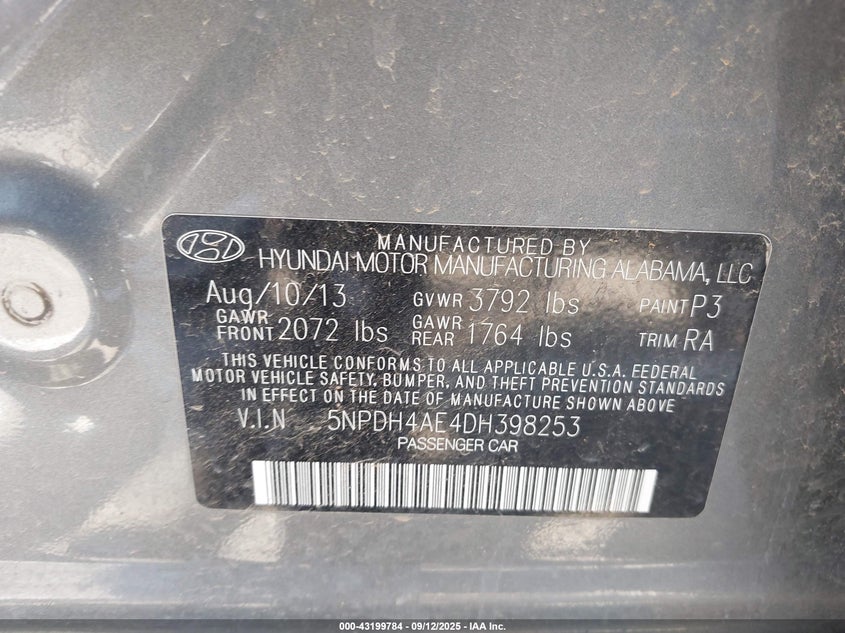 MANUFACTURED BY
HYUNDAI MOTOR MANUFACTURING ALABAMA, LLC
Aug/10/13 GVWR 3792 lbs PAINT P3
GAWR FRONT 2072 lbs GAWR REAR 1764 lbs TRIM RA
THIS VEHICLE CONFORMS TO ALL APPLICABLE U.S.A. FEDERAL
MOTOR VEHICLE SAFETY, BUMPER, AND THEFT PREVENTION STANDARDS
IN EFFECT ON THE DATE OF MANUFACTURE SHOWN ABOVE
V.I.N 5NPDH4AE4DH398253
PASSENGER CAR
000-43199784 - 09/12/2025 - IAA Inc.